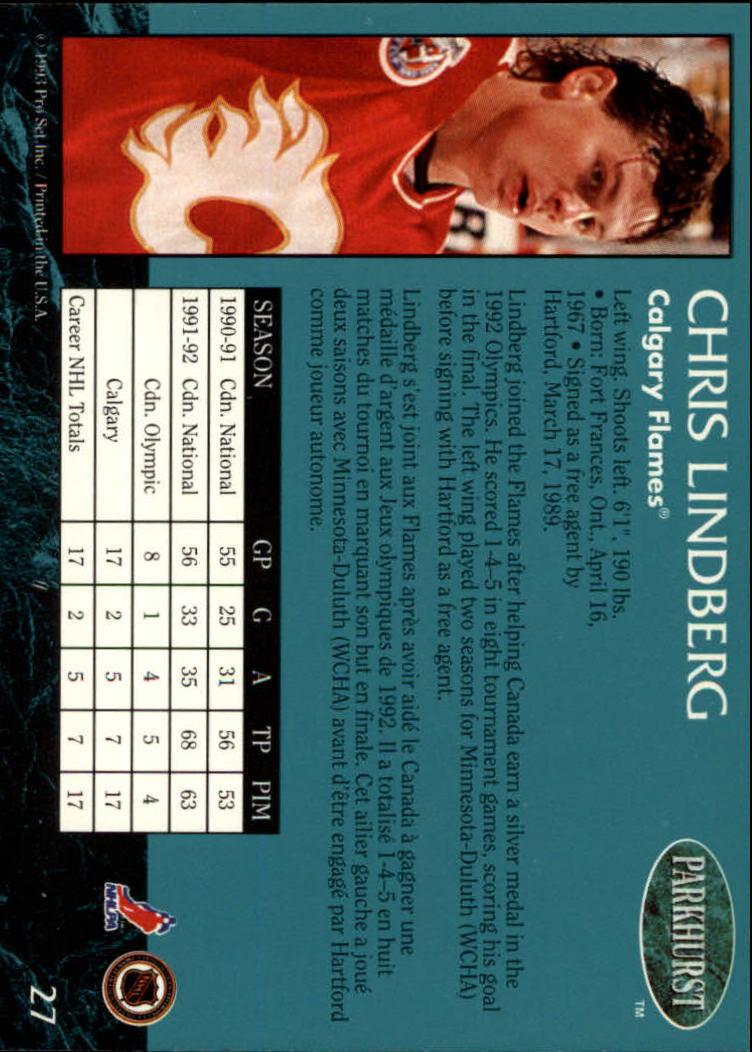 CHRIS LINDBERG
Calgary Flames®
PARKHURST
TM
Left wing. Shoots left. 6'1", 190 lbs.
• Born: Fort Frances, Ont., April 16,
1967 • Signed as a free agent by
Hartford, March 17, 1989.
Lindberg joined the Flames after helping Canada earn a silver medal in the
1992 Olympics. He scored 1-4–5 in eight tournament games, scoring his goal
in the final. The left wing played two seasons for Minnesota-Duluth (WCHA)
before signing with Hartford as a free agent.
Lindberg s'est joint aux Flames après avoir aidé le Canada à gagner une
médaille d'argent aux Jeux olympiques de 1992. Il a totalisé 1-4–5 en huit
matches du tournoi en marquant son but en finale. Cet ailier gauche a joué
deux saisons avec Minnesota-Duluth (WCHA) avant d'être engagé par Hartford
comme joueur autonome.
SEASON GP G A TP PIM
1990-91 Cdn. National 55 25 31 56 53
1991-92 Cdn. National 56 33 35 68 63
Cdn. Olympic 8 1 4 5 4
Calgary 17 2 5 7 17
Career NHL Totals 17 2 5 7 17
© 1993 Pro Set Inc. / Printed in the U.S.A.
NHLPA
NHL
27